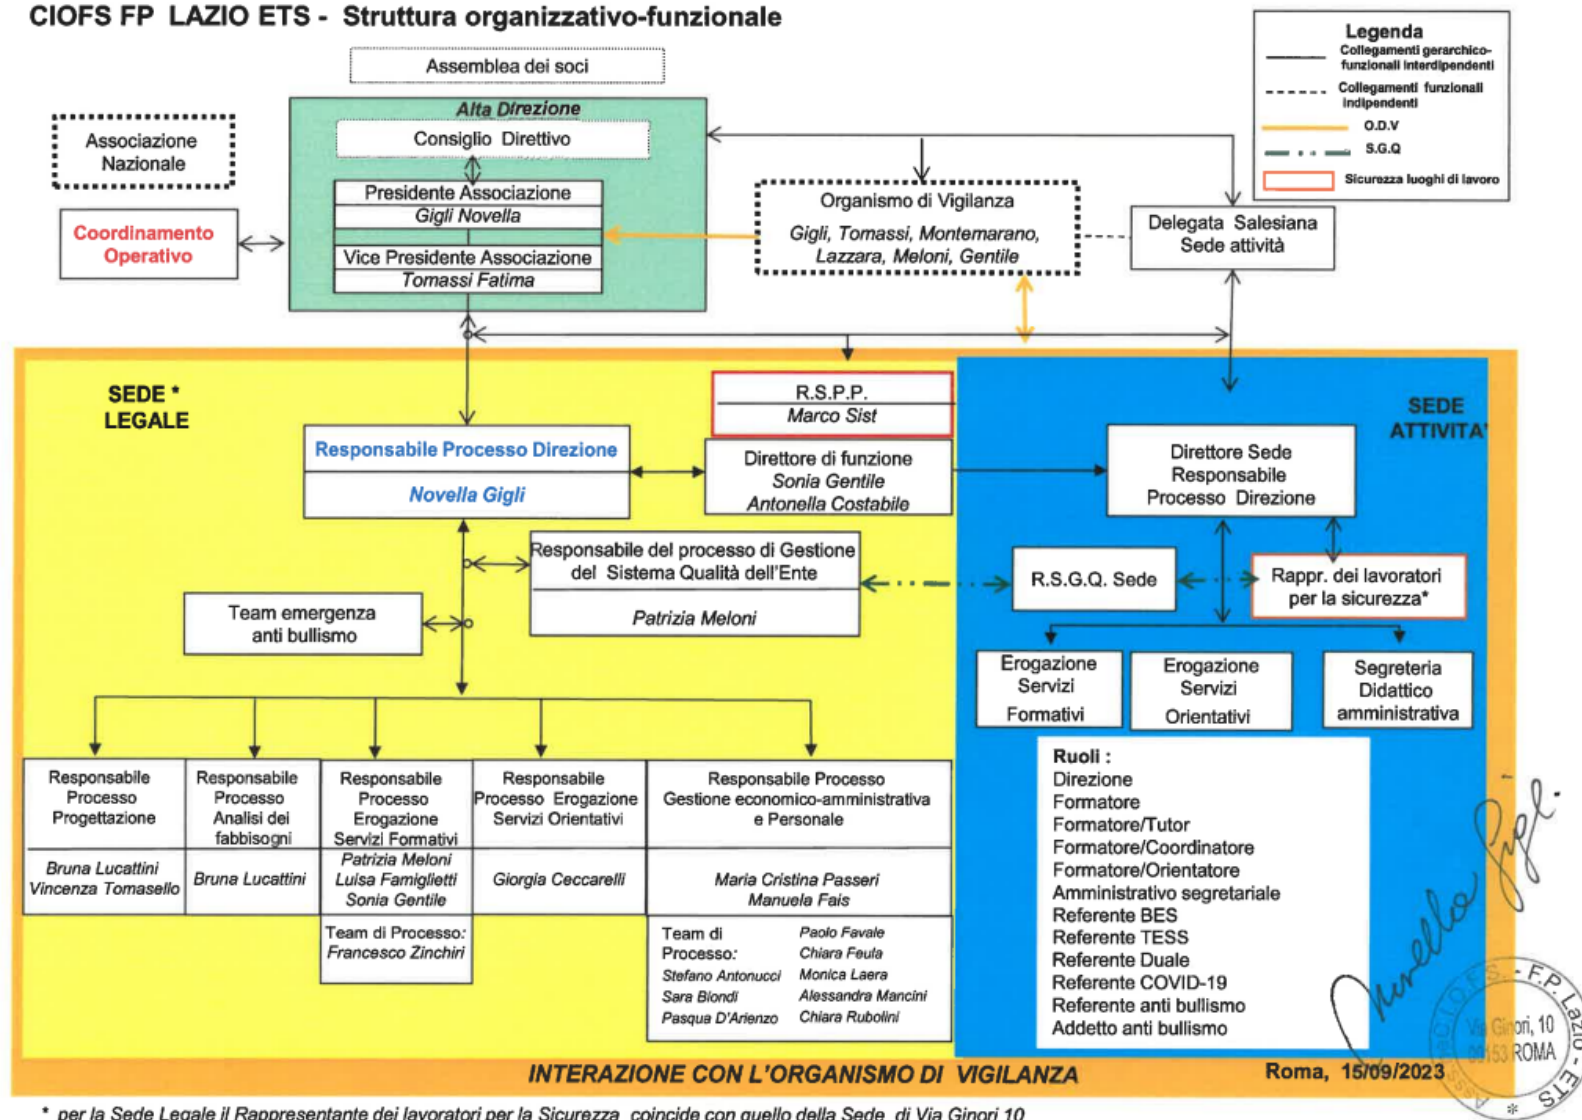 CIOFS FP LAZIO ETS - Struttura organizzativo-funzionale
Legenda
Collegamenti gerarchico-
funzionali interdipendenti
Collegamenti funzionali
indipendenti
O.D.V
S.G.Q
Sicurezza luoghi di lavoro
Assemblea dei soci
Alta Direzione
Consiglio Direttivo
Presidente Associazione
Gigli Novella
Vice Presidente Associazione
Tomassi Fatima
Associazione
Nazionale
Coordinamento
Operativo
Organismo di Vigilanza
Gigli, Tomassi, Montemarano,
Lazzara, Meloni, Gentile
Delegata Salesiana
Sede attività
SEDE *
LEGALE
R.S.P.P.
Marco Sist
SEDE
ATTIVITA'
Responsabile Processo Direzione
Novella Gigli
Direttore di funzione
Sonia Gentile
Antonella Costabile
Direttore Sede
Responsabile
Processo Direzione
Responsabile del processo di Gestione
del Sistema Qualità dell'Ente
Patrizia Meloni
R.S.G.Q. Sede
Rappr. dei lavoratori
per la sicurezza*
Team emergenza
anti bullismo
Erogazione
Servizi
Formativi
Erogazione
Servizi
Orientativi
Segreteria
Didattico
amministrativa
Responsabile
Processo
Progettazione
Bruna Lucattini
Vincenza Tomasello
Responsabile
Processo
Analisi dei
fabbisogni
Bruna Lucattini
Responsabile
Processo
Erogazione
Servizi Formativi
Patrizia Meloni
Luisa Famiglietti
Sonia Gentile
Team di Processo:
Francesco Zinchiri
Responsabile
Processo Erogazione
Servizi Orientativi
Giorgia Ceccarelli
Responsabile Processo
Gestione economico-amministrativa
e Personale
Maria Cristina Passeri
Manuela Fais
Team di
Processo:
Stefano Antonucci
Sara Biondi
Pasqua D'Arienzo
Paolo Favale
Chiara Feula
Monica Laera
Alessandra Mancini
Chiara Rubolini
Ruoli :
Direzione
Formatore
Formatore/Tutor
Formatore/Coordinatore
Formatore/Orientatore
Amministrativo segretariale
Referente BES
Referente TESS
Referente Duale
Referente COVID-19
Referente anti bullismo
Addetto anti bullismo
Novella Gigli
C.I.O.F.S. - F.P. Lazio - ETS
Via Ginori, 10
00153 ROMA
INTERAZIONE CON L'ORGANISMO DI VIGILANZA
Roma, 15/09/2023
* per la Sede Legale il Rappresentante dei lavoratori per la Sicurezza coincide con quello della Sede di Via Ginori 10